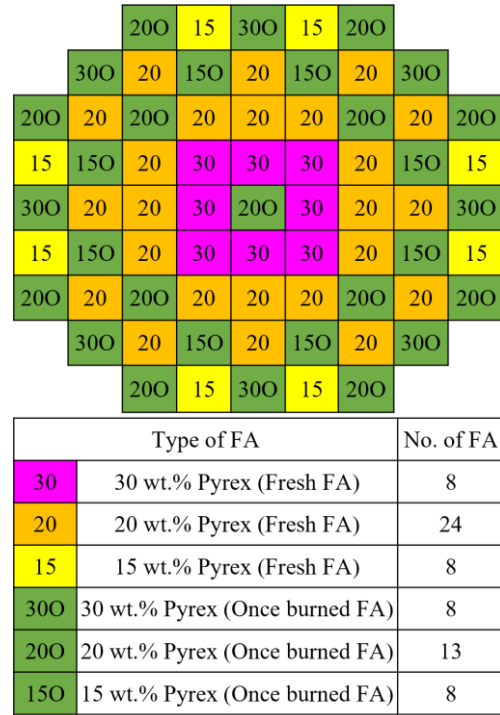 20O 15 30O 15 20O
30O 20 15O 20 15O 20 30O
20O 20 20O 20 20 20 20O 20 20O
15 15O 20 30 30 30 20 15O 15
30O 20 20 30 20O 30 20 20 30O
15 15O 20 30 30 30 20 15O 15
20O 20 20O 20 20 20 20O 20 20O
30O 20 15O 20 15O 20 30O
20O 15 30O 15 20O
Type of FA No. of FA
30 30 wt.% Pyrex (Fresh FA) 8
20 20 wt.% Pyrex (Fresh FA) 24
15 15 wt.% Pyrex (Fresh FA) 8
30O 30 wt.% Pyrex (Once burned FA) 8
20O 20 wt.% Pyrex (Once burned FA) 13
15O 15 wt.% Pyrex (Once burned FA) 8